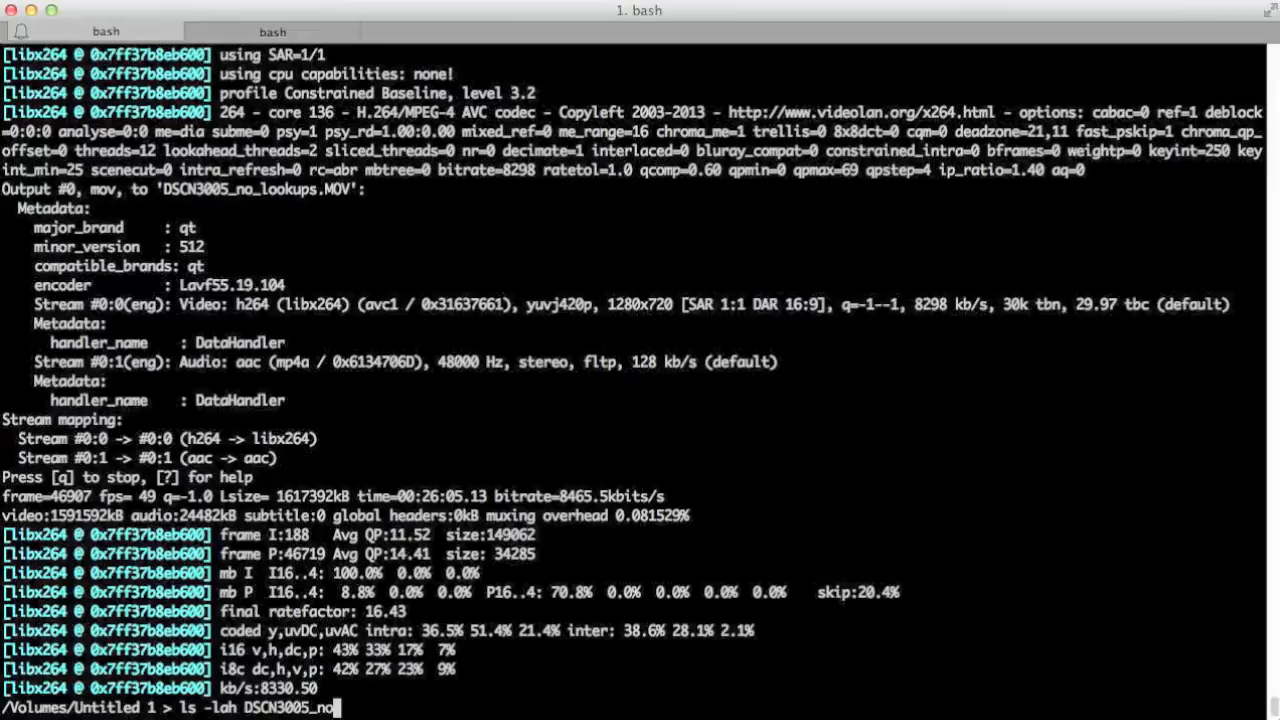 1. bash
bash
bash
[libx264 @ 0x7ff37b8eb600] using SAR=1/1
[libx264 @ 0x7ff37b8eb600] using cpu capabilities: none!
[libx264 @ 0x7ff37b8eb600] profile Constrained Baseline, level 3.2
[libx264 @ 0x7ff37b8eb600] 264 - core 136 - H.264/MPEG-4 AVC codec - Copyleft 2003-2013 - http://www.videolan.org/x264.html - options: cabac=0 ref=1 deblock
=0:0:0 analyse=0:0 me=dia subme=0 psy=1 psy_rd=1.00:0.00 mixed_ref=0 me_range=16 chroma_me=1 trellis=0 8x8dct=0 cqm=0 deadzone=21,11 fast_pskip=1 chroma_qp_
offset=0 threads=12 lookahead_threads=2 sliced_threads=0 nr=0 decimate=1 interlaced=0 bluray_compat=0 constrained_intra=0 bframes=0 weightp=0 keyint=250 key
int_min=25 scenecut=0 intra_refresh=0 rc=abr mbtree=0 bitrate=8298 ratetol=1.0 qcomp=0.60 qpmin=0 qpmax=69 qpstep=4 ip_ratio=1.40 aq=0
Output #0, mov, to 'DSCN3005_no_lookups.MOV':
Metadata:
major_brand : qt
minor_version : 512
compatible_brands: qt
encoder : Lavf55.19.104
Stream #0:0(eng): Video: h264 (libx264) (avc1 / 0x31637661), yuvj420p, 1280x720 [SAR 1:1 DAR 16:9], q=-1--1, 8298 kb/s, 30k tbn, 29.97 tbc (default)
Metadata:
handler_name : DataHandler
Stream #0:1(eng): Audio: aac (mp4a / 0x6134706D), 48000 Hz, stereo, fltp, 128 kb/s (default)
Metadata:
handler_name : DataHandler
Stream mapping:
Stream #0:0 -> #0:0 (h264 -> libx264)
Stream #0:1 -> #0:1 (aac -> aac)
Press [q] to stop, [?] for help
frame=46907 fps= 49 q=-1.0 Lsize= 1617392kB time=00:26:05.13 bitrate=8465.5kbits/s
video:1591592kB audio:24482kB subtitle:0 global headers:0kB muxing overhead 0.081529%
[libx264 @ 0x7ff37b8eb600] frame I:188 Avg QP:11.52 size:149062
[libx264 @ 0x7ff37b8eb600] frame P:46719 Avg QP:14.41 size: 34285
[libx264 @ 0x7ff37b8eb600] mb I I16..4: 100.0% 0.0% 0.0%
[libx264 @ 0x7ff37b8eb600] mb P I16..4: 8.8% 0.0% 0.0% P16..4: 70.8% 0.0% 0.0% 0.0% 0.0% skip:20.4%
[libx264 @ 0x7ff37b8eb600] final ratefactor: 16.43
[libx264 @ 0x7ff37b8eb600] coded y,uvDC,uvAC intra: 36.5% 51.4% 21.4% inter: 38.6% 28.1% 2.1%
[libx264 @ 0x7ff37b8eb600] i16 v,h,dc,p: 43% 33% 17% 7%
[libx264 @ 0x7ff37b8eb600] i8c dc,h,v,p: 42% 27% 23% 9%
[libx264 @ 0x7ff37b8eb600] kb/s:8330.50
/Volumes/Untitled 1 > ls -lah DSCN3005_no